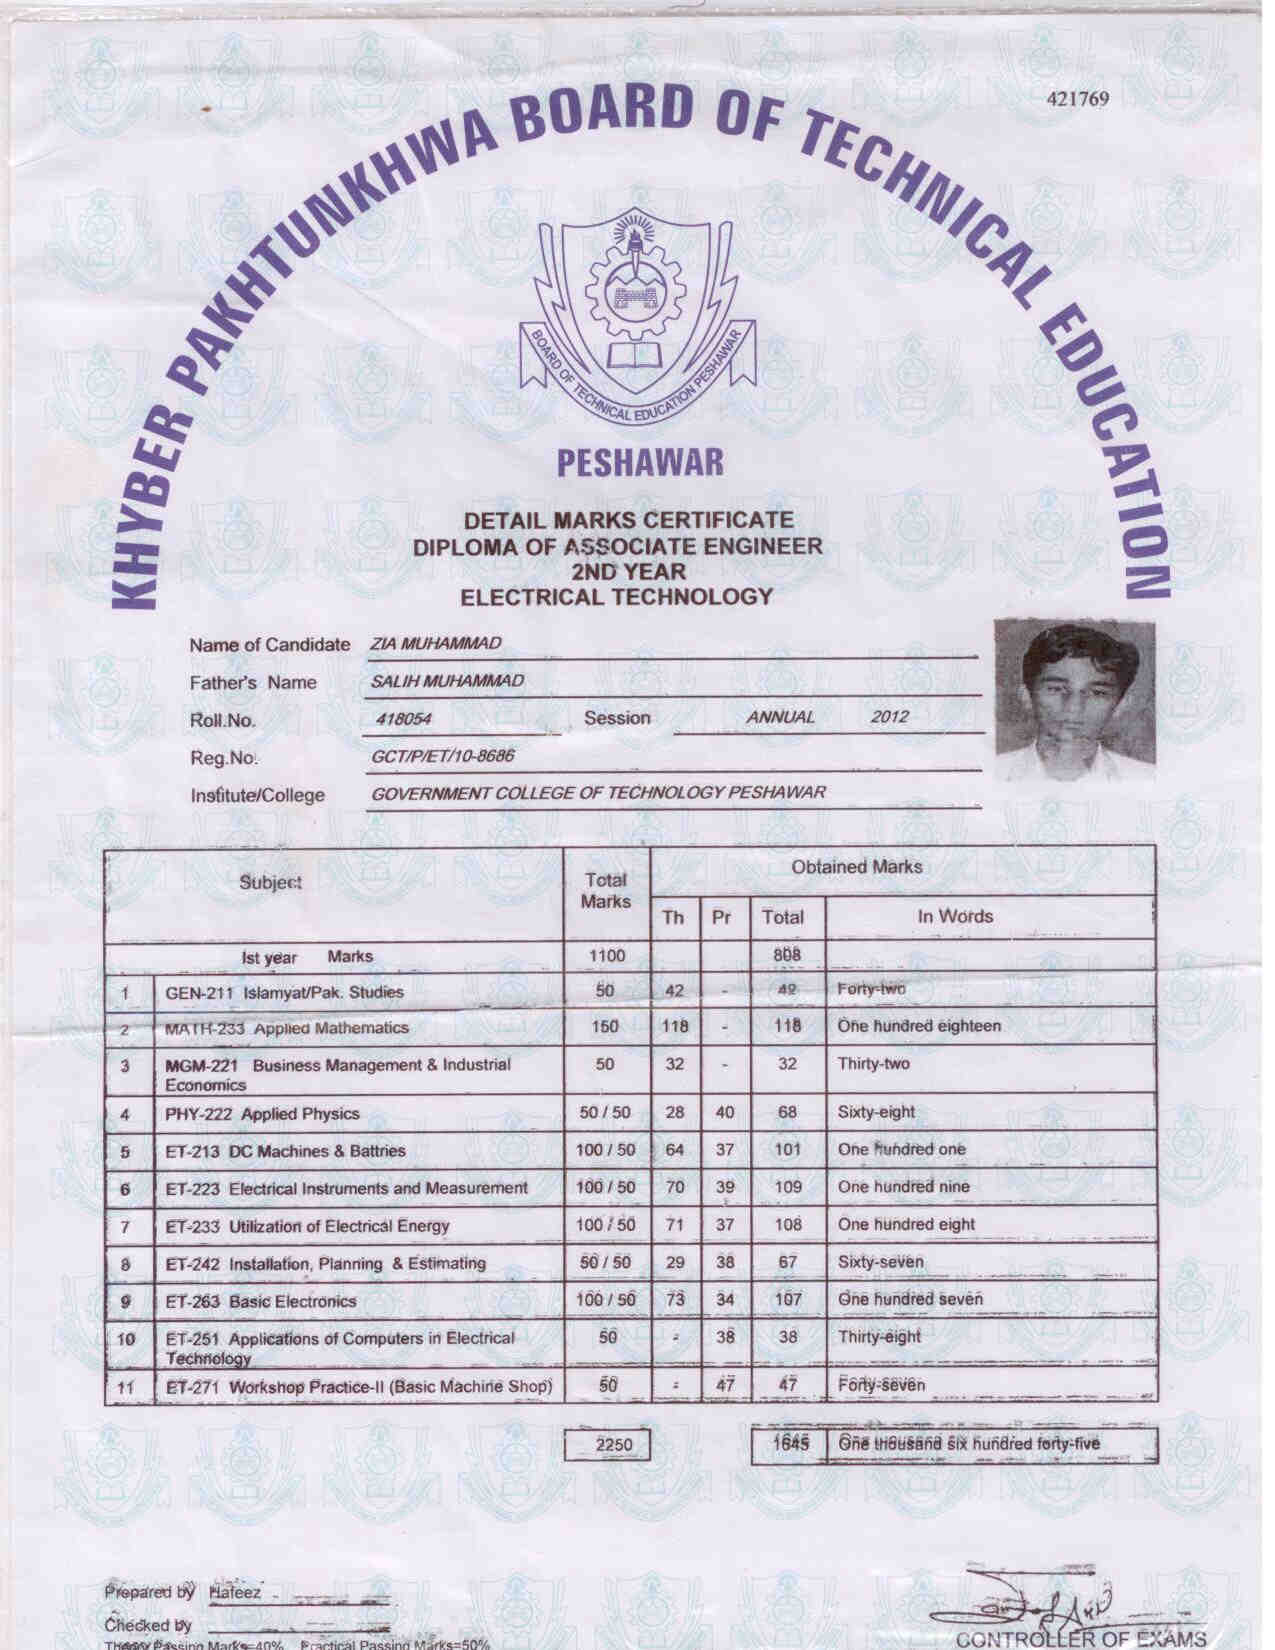 421769
KHYBER PAKHTUNKHWA BOARD OF TECHNICAL EDUCATION
BOARD OF TECHNICAL EDUCATION PESHAWAR
PESHAWAR
DETAIL MARKS CERTIFICATE
DIPLOMA OF ASSOCIATE ENGINEER
2ND YEAR
ELECTRICAL TECHNOLOGY
Name of Candidate ZIA MUHAMMAD
Father's Name SALIH MUHAMMAD
Roll.No. 418054 Session ANNUAL 2012
Reg.No. GCT/P/ET/10-8686
Institute/College GOVERNMENT COLLEGE OF TECHNOLOGY PESHAWAR
Subject Total Marks Obtained Marks
Th Pr Total In Words
Ist year Marks 1100 808
1 GEN-211 Islamyat/Pak. Studies 50 42 - 42 Forty-two
2 MATH-233 Applied Mathematics 150 118 - 118 One hundred eighteen
3 MGM-221 Business Management & Industrial 50 32 - 32 Thirty-two
Economics
4 PHY-222 Applied Physics 50 / 50 28 40 68 Sixty-eight
5 ET-213 DC Machines & Battries 100 / 50 64 37 101 One hundred one
6 ET-223 Electrical Instruments and Measurement 100 / 50 70 39 109 One hundred nine
7 ET-233 Utilization of Electrical Energy 100 / 50 71 37 108 One hundred eight
8 ET-242 Installation, Planning & Estimating 50 / 50 29 38 67 Sixty-seven
9 ET-263 Basic Electronics 100 / 50 73 34 107 One hundred seven
10 ET-251 Applications of Computers in Electrical 50 - 38 38 Thirty-eight
Technology
11 ET-271 Workshop Practice-II (Basic Machine Shop) 50 - 47 47 Forty-seven
2250 1645 One thousand six hundred forty-five
Prepared by Hafeez
Checked by
Theory Passing Marks=40% Practical Passing Marks=50%
CONTROLLER OF EXAMS